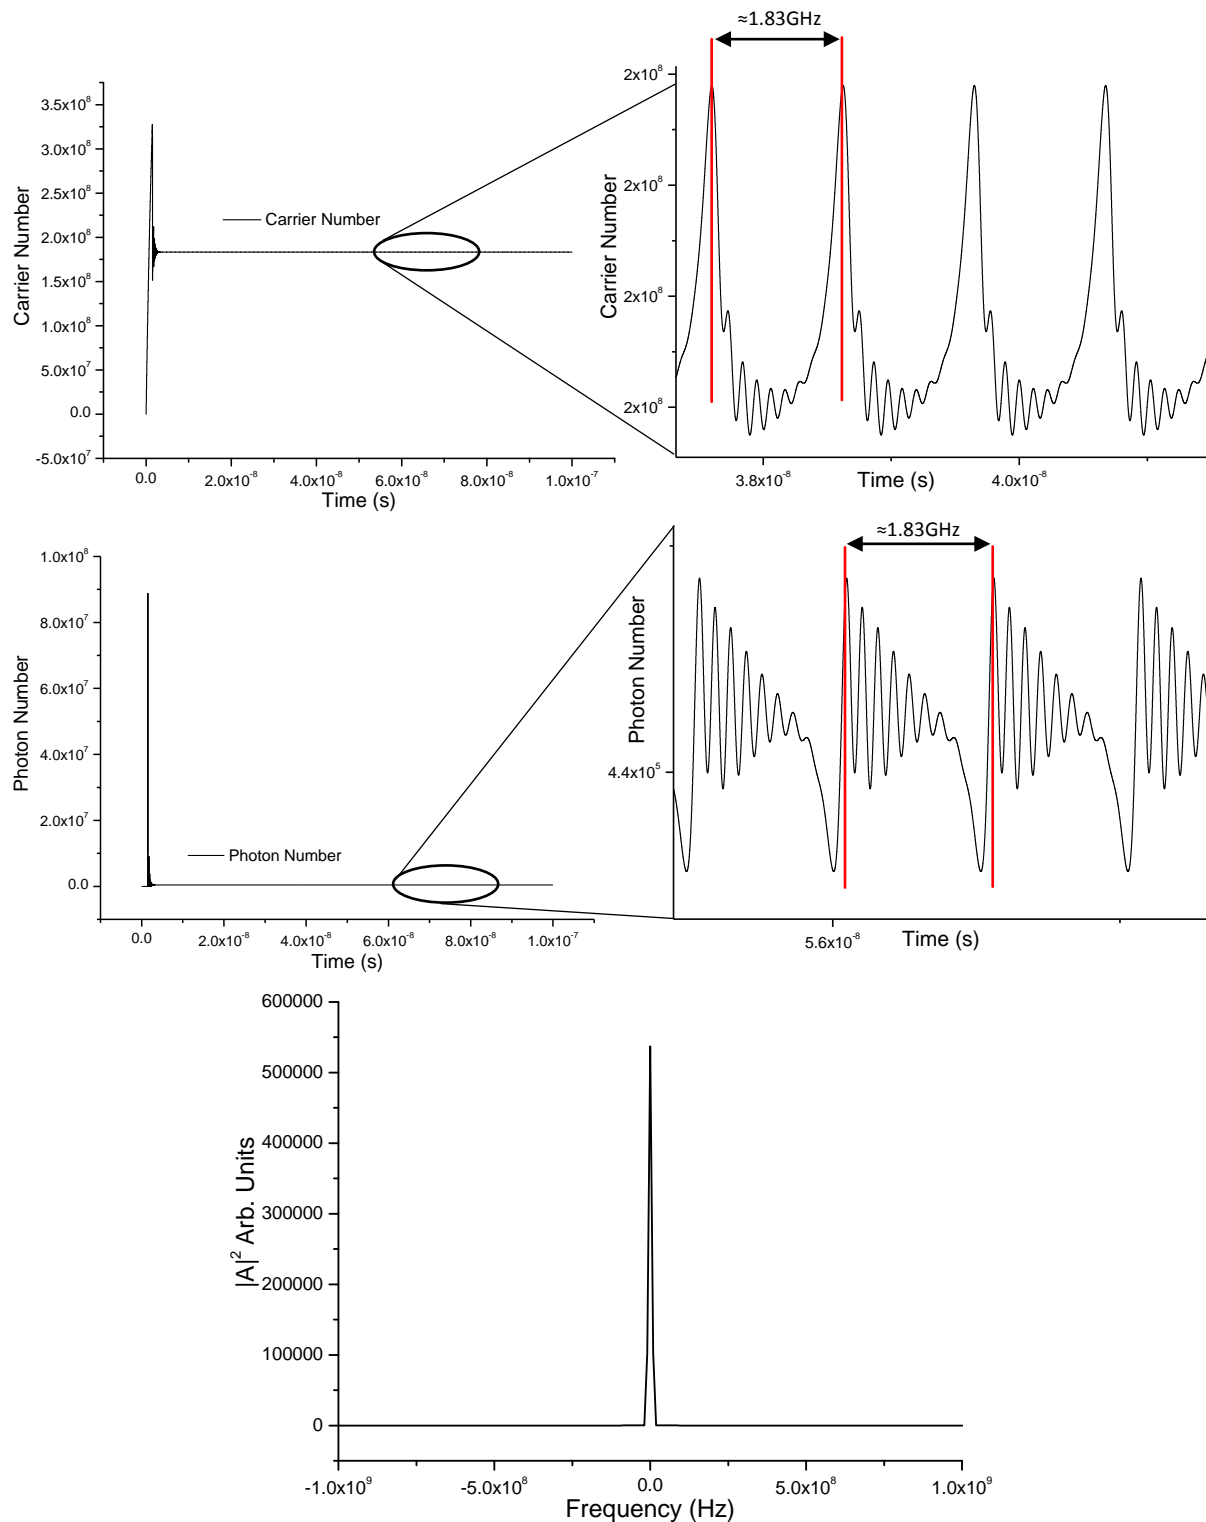 ≈1.83GHz
3.5x10⁸
3.0x10⁸
2.5x10⁸
2.0x10⁸
1.5x10⁸
1.0x10⁸
5.0x10⁷
0.0
-5.0x10⁷
Carrier Number
Carrier Number
0.0
2.0x10⁻⁸
4.0x10⁻⁸
6.0x10⁻⁸
8.0x10⁻⁸
1.0x10⁻⁷
Time (s)
2x10⁸
2x10⁸
2x10⁸
2x10⁸
Carrier Number
3.8x10⁻⁸
4.0x10⁻⁸
Time (s)
≈1.83GHz
1.0x10⁸
8.0x10⁷
6.0x10⁷
4.0x10⁷
2.0x10⁷
0.0
Photon Number
Photon Number
0.0
2.0x10⁻⁸
4.0x10⁻⁸
6.0x10⁻⁸
8.0x10⁻⁸
1.0x10⁻⁷
Time (s)
Photon Number
4.4x10⁵
5.6x10⁻⁸
Time (s)
600000
500000
400000
300000
200000
100000
0
|A|² Arb. Units
-1.0x10⁹
-5.0x10⁸
0.0
5.0x10⁸
1.0x10⁹
Frequency (Hz)